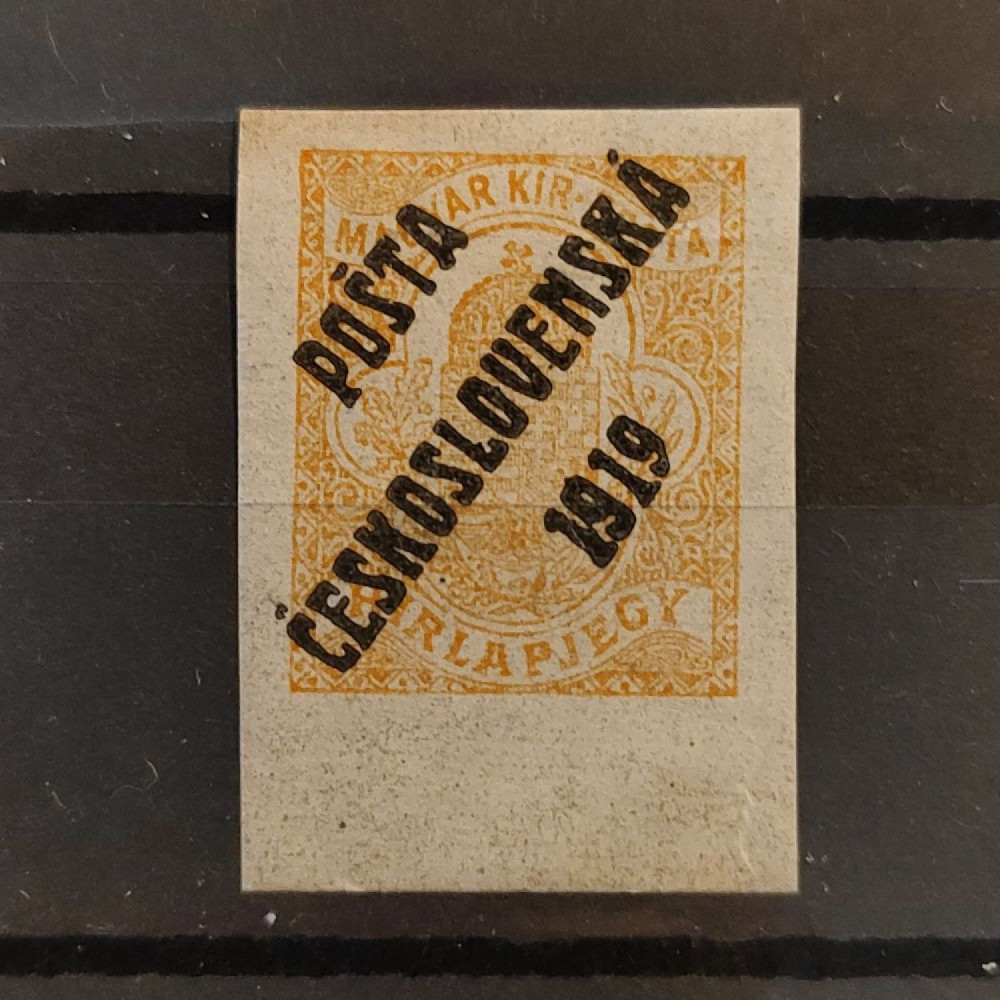 MAGYAR KIR. POSTA
POŠTA
ČESKOSLOVENSKÁ
1919
HIRLAPJEGY